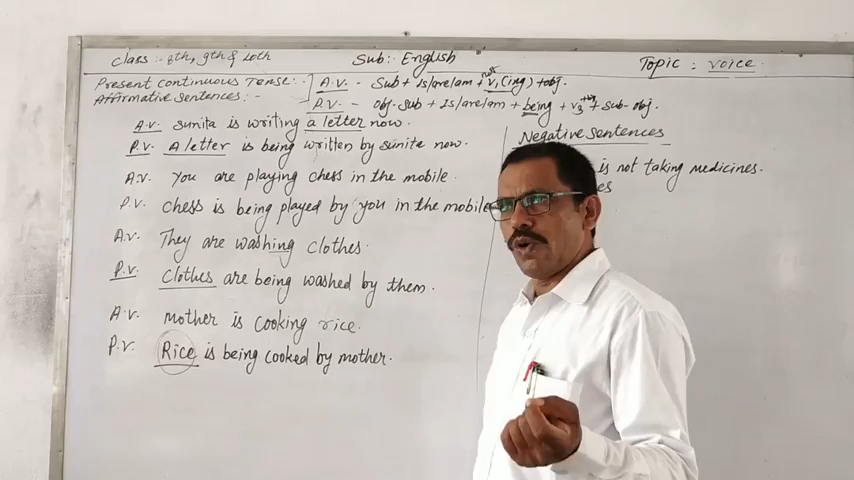 Class :- 8th, 9th & 10th
Sub:- English
Topic : Voice
Present Continuous Tense :-
Affirmative Sentences :-
A.V. - Sub + Is/are/am + not V1 (ing) + obj.
P.V. - Obj-Sub + Is/are/am + being + V3 + by + Sub-obj.
A.V. Sunita is writing a letter now.
P.V. A letter is being written by Sunita now.
A.V. You are playing chess in the mobile.
P.V. Chess is being played by you in the mobile
A.V. They are washing clothes.
P.V. Clothes are being washed by them.
A.V. Mother is cooking rice.
P.V. Rice is being cooked by mother.
Negative Sentences
is not taking medicines.
es